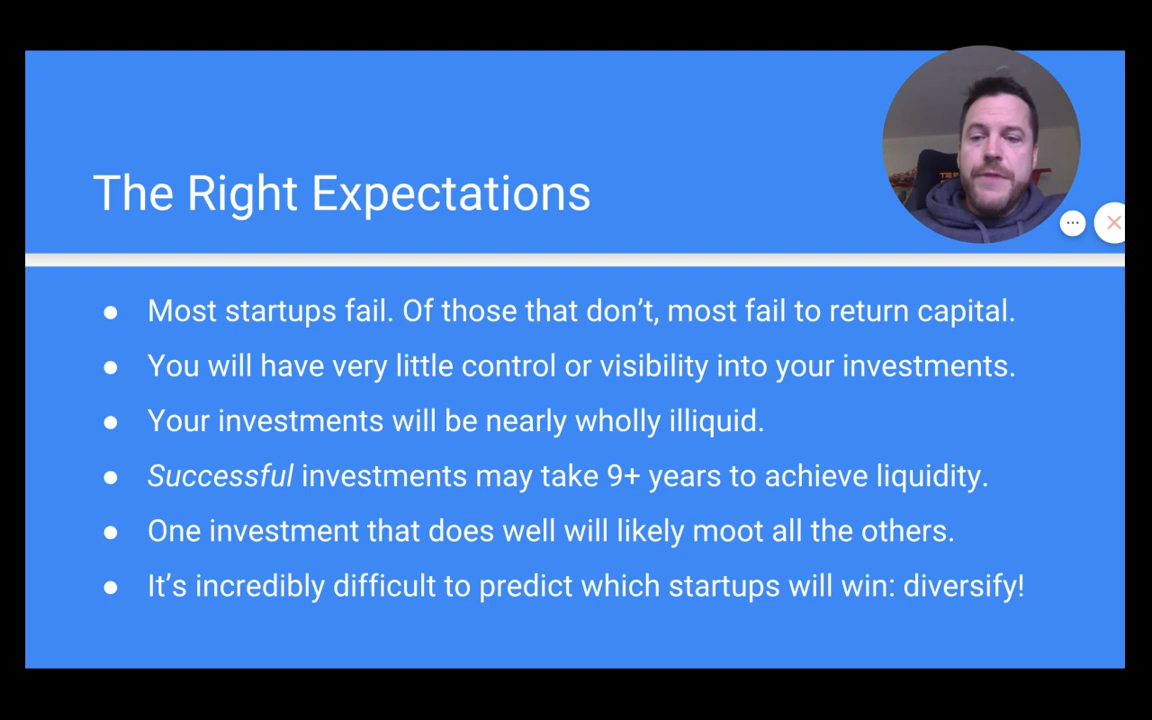 The Right Expectations
● Most startups fail. Of those that don’t, most fail to return capital.
● You will have very little control or visibility into your investments.
● Your investments will be nearly wholly illiquid.
● Successful investments may take 9+ years to achieve liquidity.
● One investment that does well will likely moot all the others.
● It’s incredibly difficult to predict which startups will win: diversify!